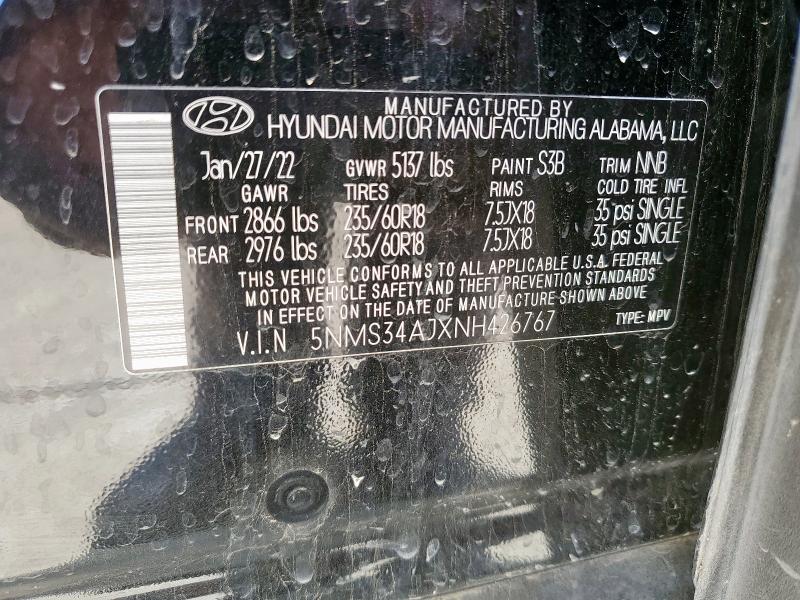 MANUFACTURED BY
HYUNDAI MOTOR MANUFACTURING ALABAMA, LLC
Jan/27/22 GVWR 5137 lbs PAINT S3B TRIM NNB
GAWR TIRES RIMS COLD TIRE INFL
FRONT 2866 lbs 235/60R18 7.5JX18 35 psi SINGLE
REAR 2976 lbs 235/60R18 7.5JX18 35 psi SINGLE
THIS VEHICLE CONFORMS TO ALL APPLICABLE U.S.A. FEDERAL
MOTOR VEHICLE SAFETY AND THEFT PREVENTION STANDARDS
IN EFFECT ON THE DATE OF MANUFACTURE SHOWN ABOVE
V.I.N 5NMS34AJXNH426767 TYPE: MPV